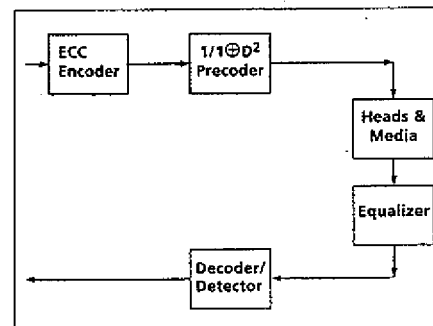 ECC
Encoder
1/1⊕D²
Precoder
Heads &
Media
Equalizer
Decoder/
Detector